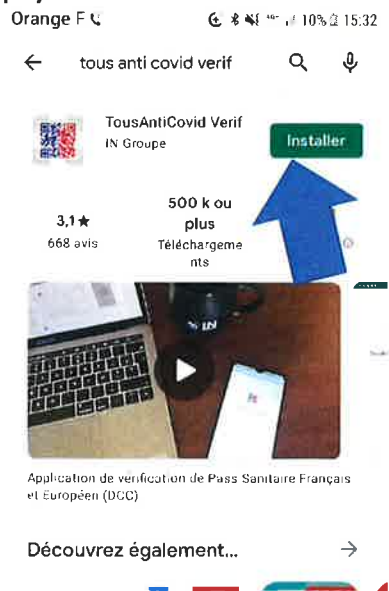 Orange F
10% 15:32
tous anti covid verif
TousAntiCovid Verif
IN Groupe
Installer
3,1★
668 avis
500 k ou
plus
Téléchargeme
nts
Application de vérification de Pass Sanitaire Français
et Européen (DCC)
Découvrez également...